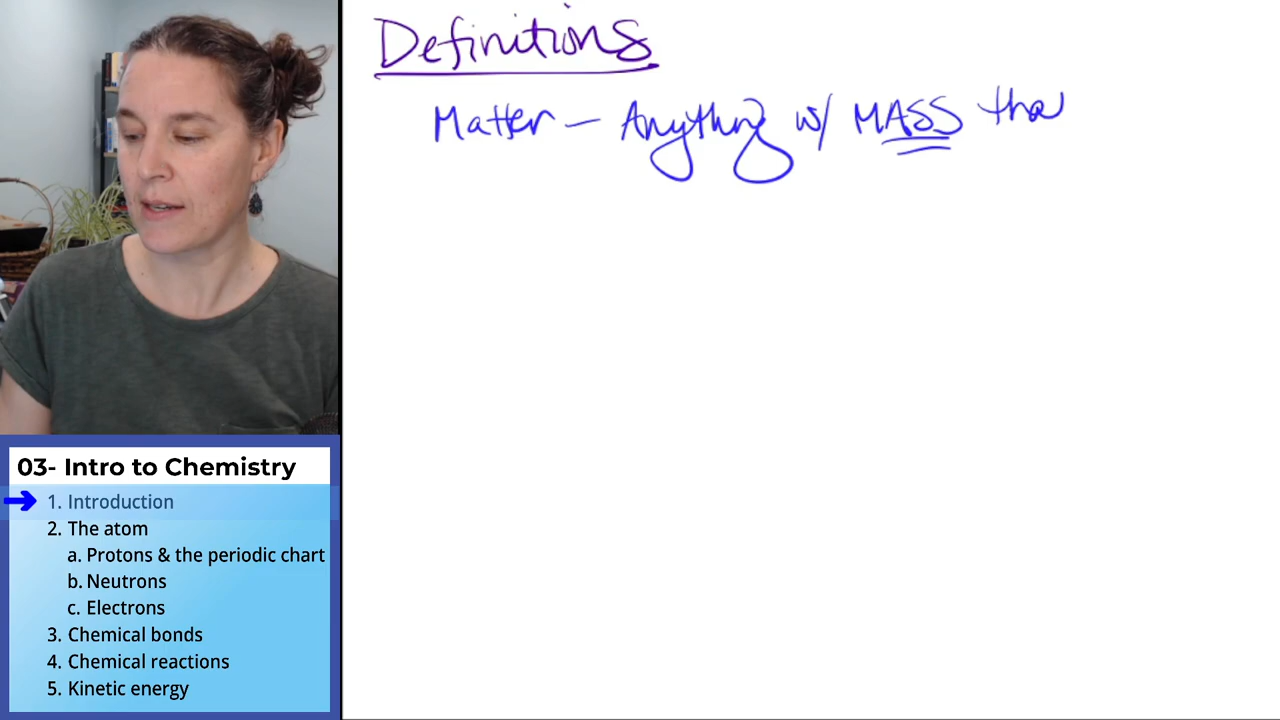 Definitions
Matter – Anything w/ MASS tha
03- Intro to Chemistry
1. Introduction
2. The atom
a. Protons & the periodic chart
b. Neutrons
c. Electrons
3. Chemical bonds
4. Chemical reactions
5. Kinetic energy